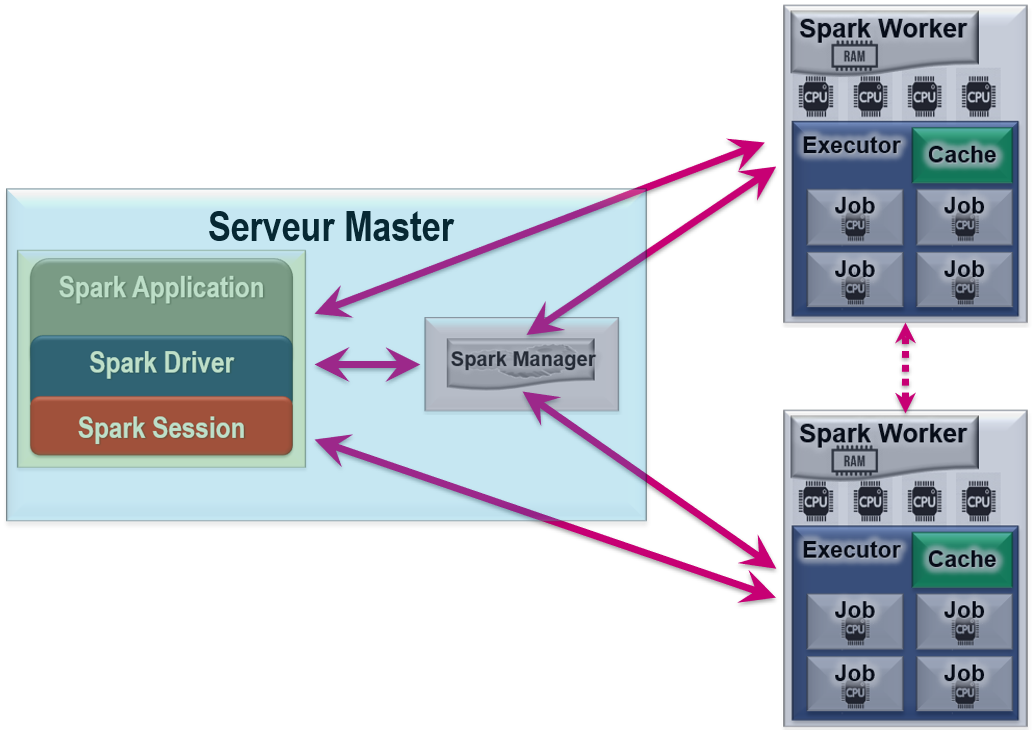 Serveur Master
Spark Application
Spark Driver
Spark Session
Spark Manager
Spark Worker
RAM
CPU CPU CPU CPU
Executor
Cache
Job Job
CPU CPU
Job Job
CPU CPU
Spark Worker
RAM
CPU CPU CPU CPU
Executor
Cache
Job Job
CPU CPU
Job Job
CPU CPU